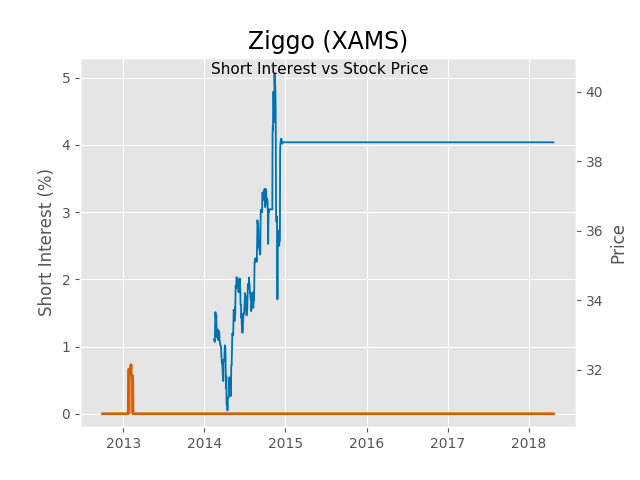 Ziggo (XAMS)
Short Interest vs Stock Price
Short Interest (%)
5
4
3
2
1
0
40
38
36
34
32
Price
2013 2014 2015 2016 2017 2018